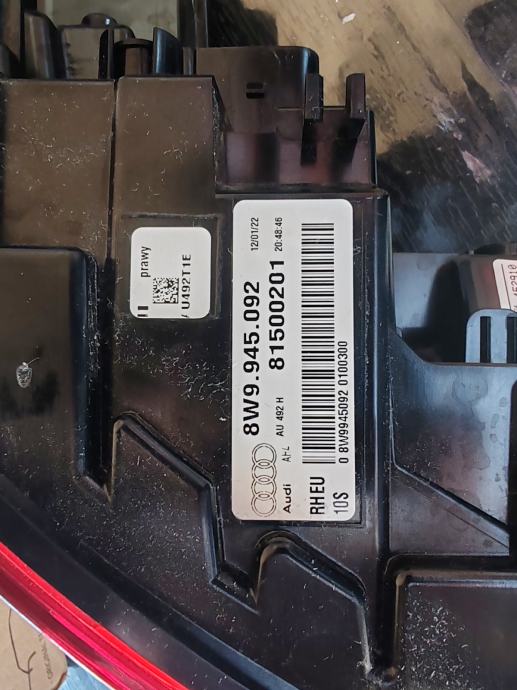 prawy
U492T1E
8W9.945.092
12/01/22
AU 492 H
81500201
20:48:46
Audi
RH EU
10S
0 8W9945092 0100300